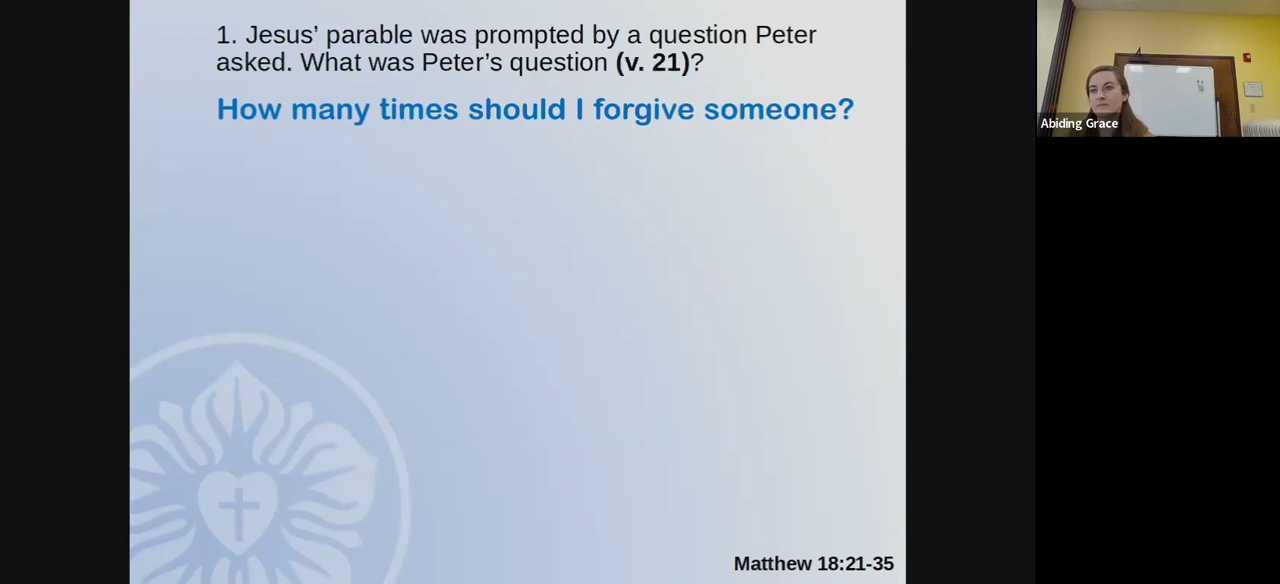 1. Jesus’ parable was prompted by a question Peter
asked. What was Peter’s question (v. 21)?
How many times should I forgive someone?
Matthew 18:21-35
Abiding Grace